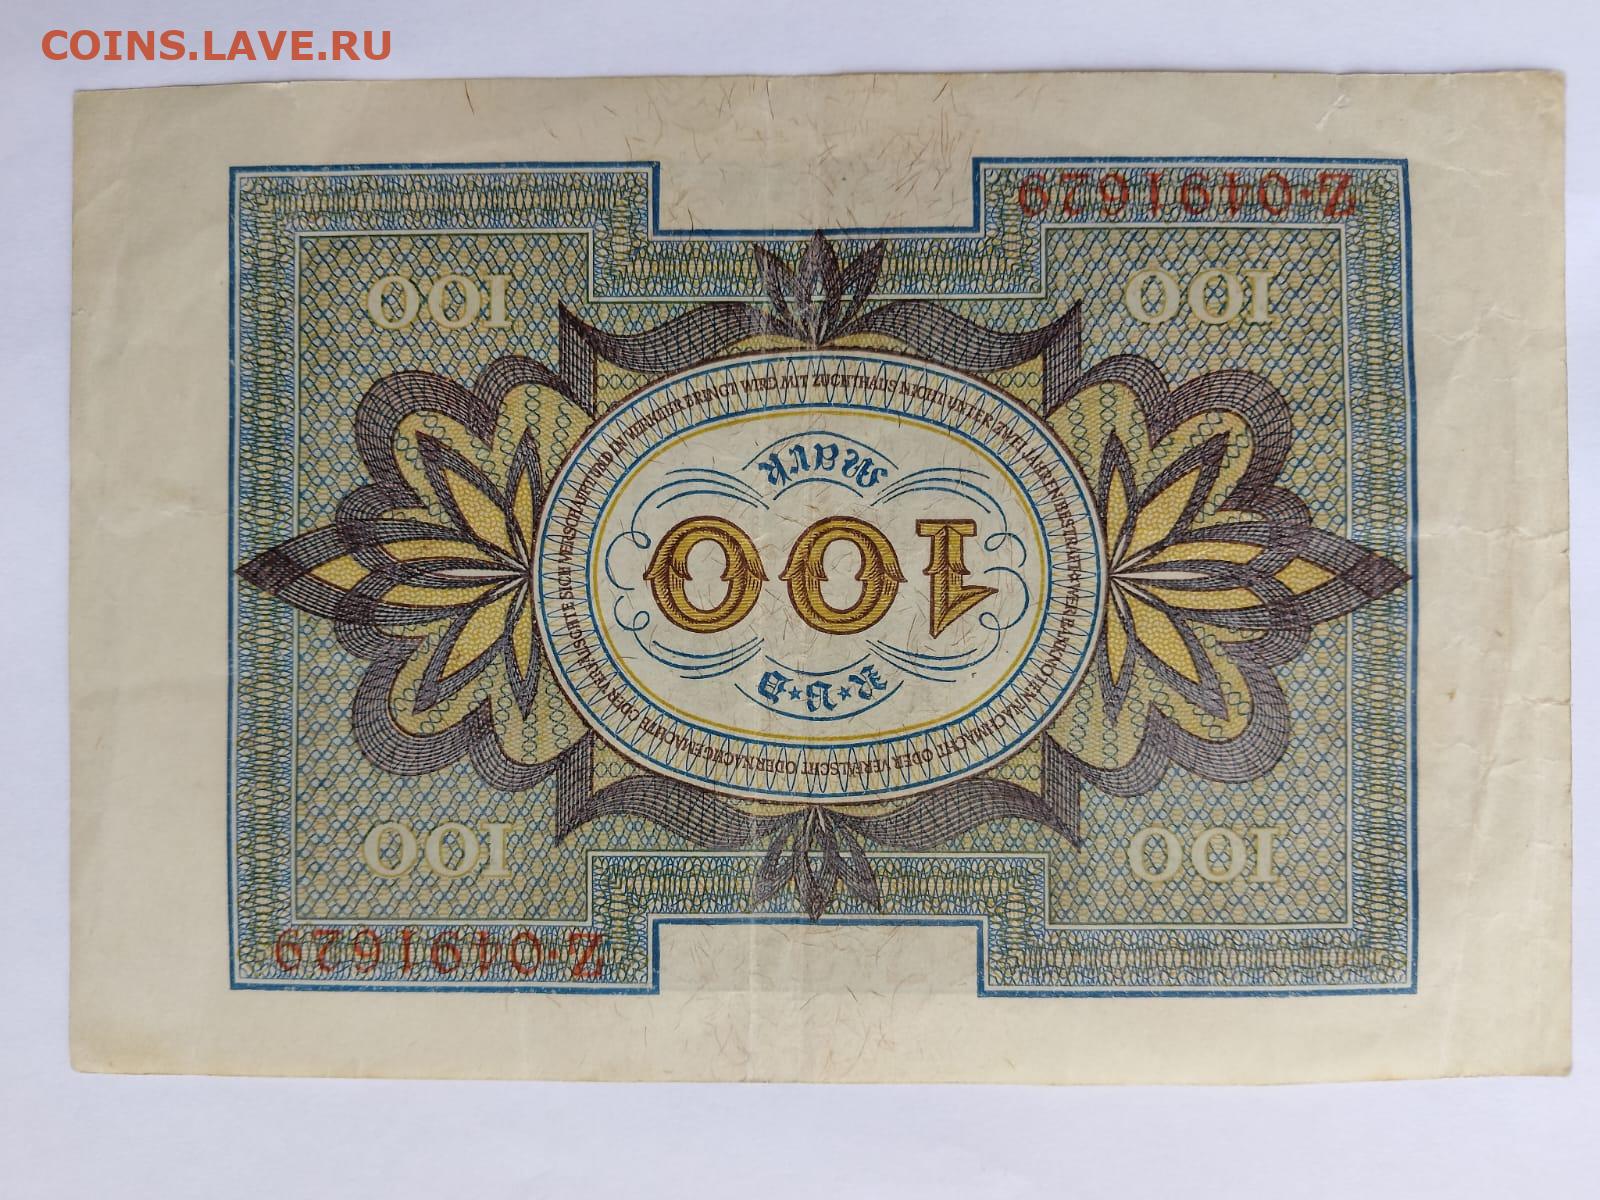 COINS.LAVE.RU
Z·0491629
100
100
WER BANKNOTEN NACHMACHT ODER VERFÄLSCHT ODER NACHGEMACHTE ODER VERFÄLSCHTE SICH VERSCHAFFT UND IN VERKEHR BRINGT WIRD MIT ZUCHTHAUS NICHT UNTER ZWEI JAHREN BESTRAFT
R★B★D
100
Mark
100
100
Z·0491629